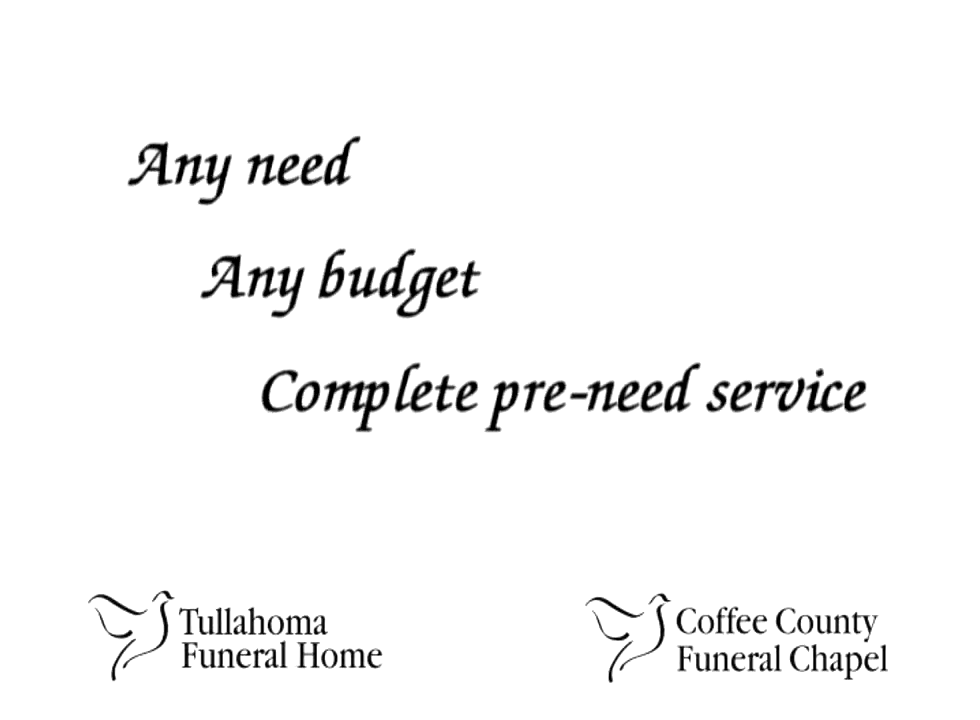 Any need
Any budget
Complete pre-need service
Tullahoma
Funeral Home
Coffee County
Funeral Chapel